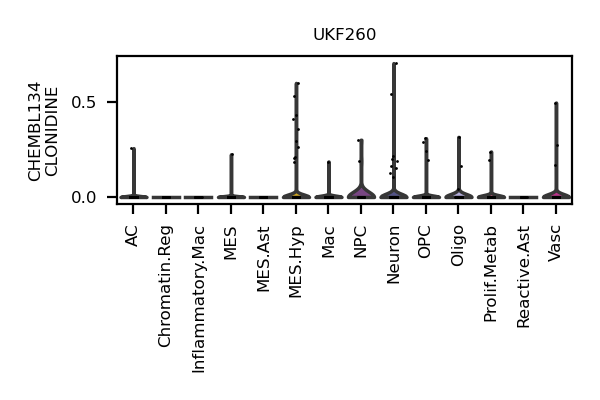 UKF260
CHEMBL134
CLONIDINE
0.5
0.0
AC
Chromatin.Reg
Inflammatory.Mac
MES
MES.Ast
MES.Hyp
Mac
NPC
Neuron
OPC
Oligo
Prolif.Metab
Reactive.Ast
Vasc